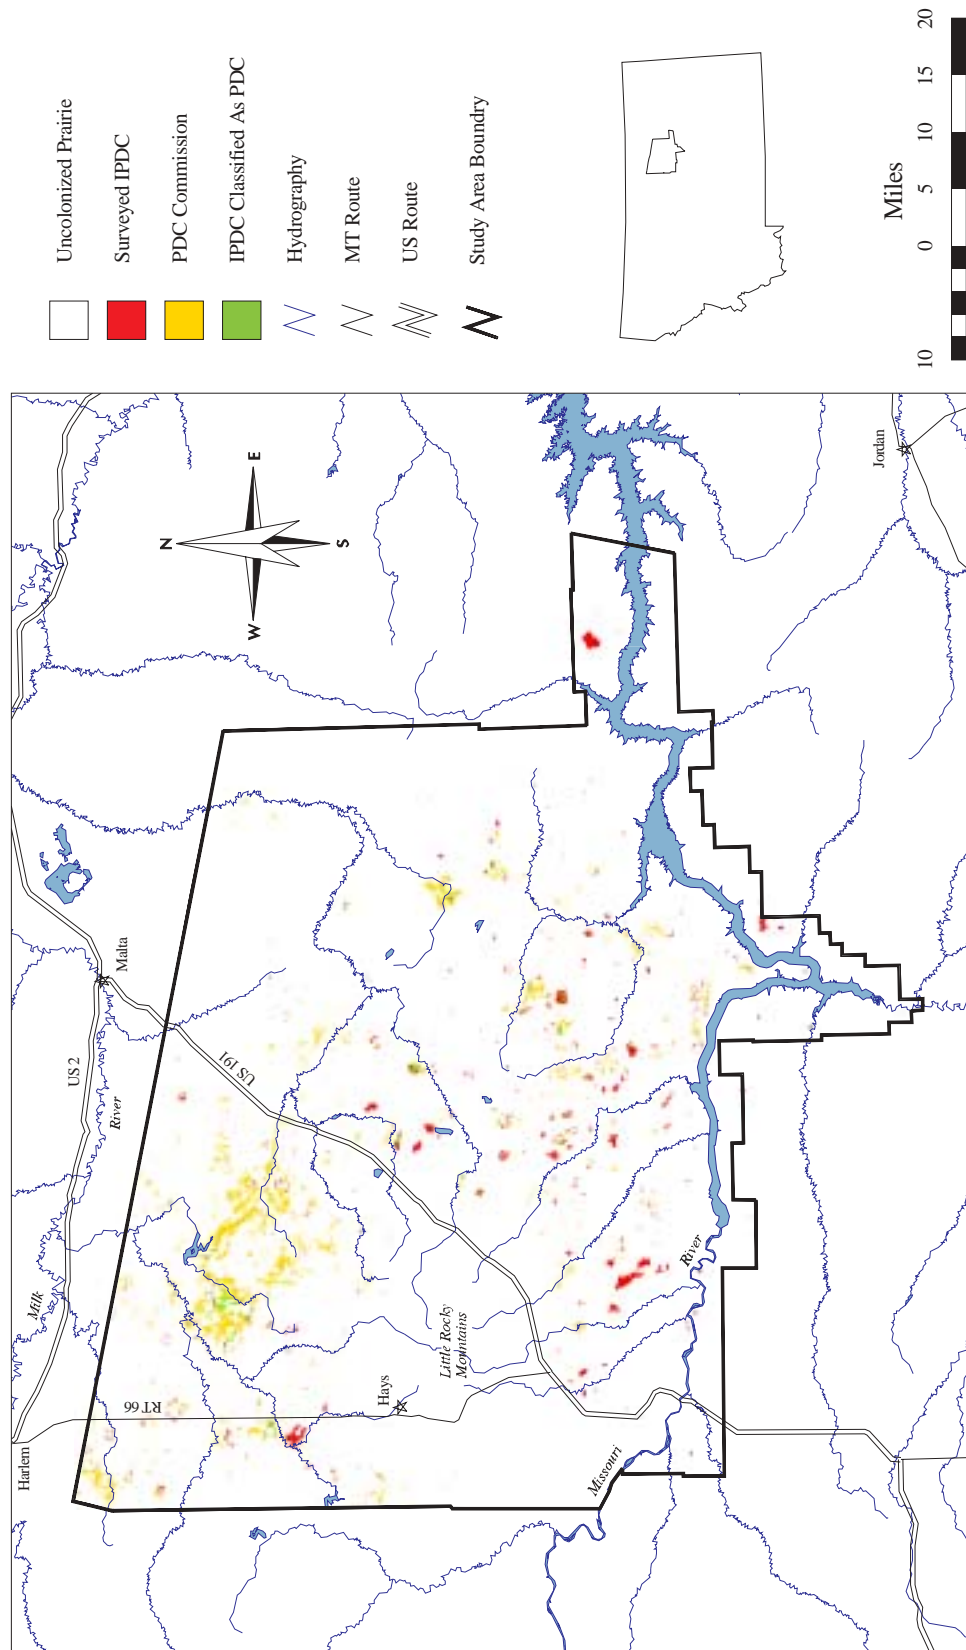 Uncolonized Prairie
Surveyed IPDC
PDC Commission
IPDC Classified As PDC
Hydrography
MT Route
US Route
Study Area Boundry
Miles
10 0 5 10 15 20
N
W
E
S
Harlem
Milk
River
US 2
Malta
US 191
RT 66
Hays
Little Rocky
Mountains
Missouri
River
Jordan